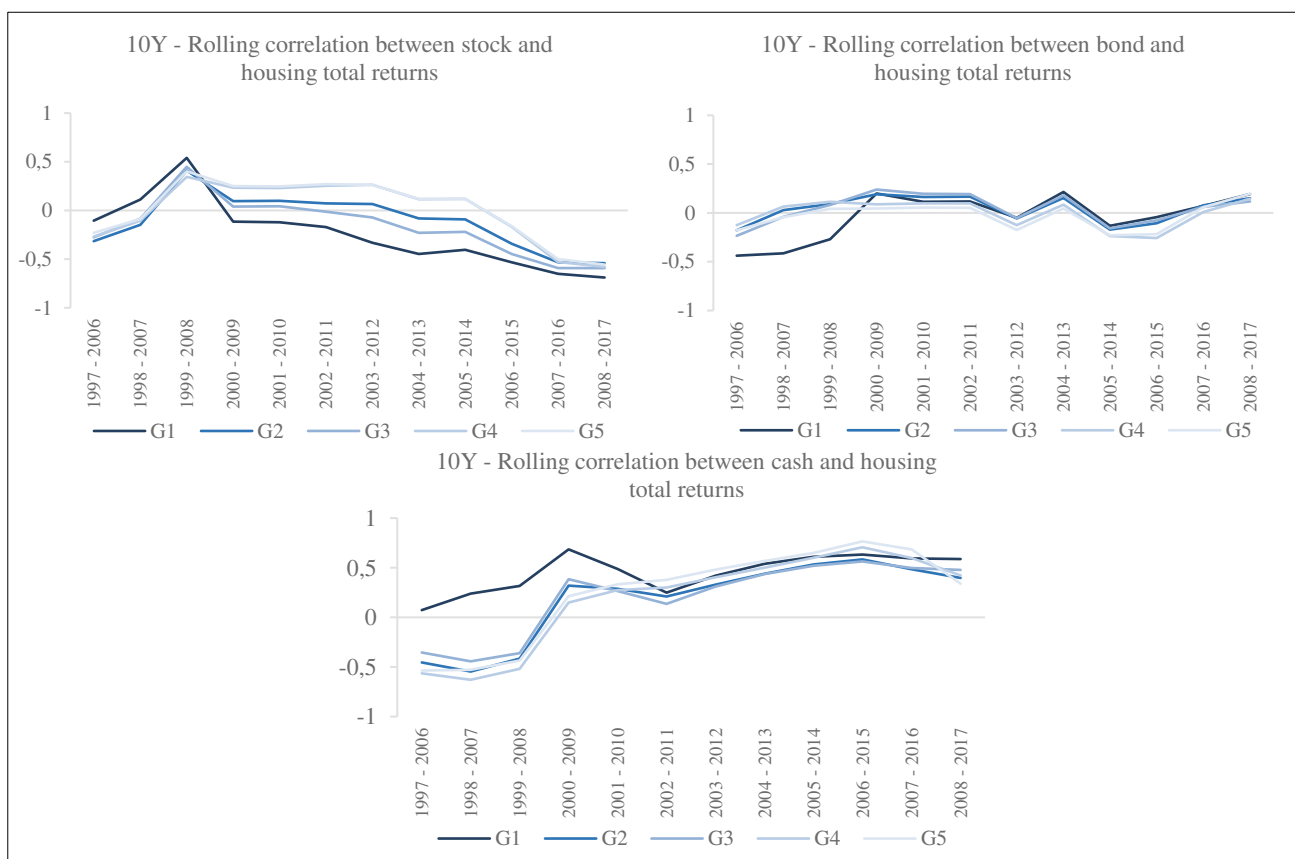 10Y - Rolling correlation between stock and
housing total returns
1
0,5
0
-0,5
-1
1997 - 2006
1998 - 2007
1999 - 2008
2000 - 2009
2001 - 2010
2002 - 2011
2003 - 2012
2004 - 2013
2005 - 2014
2006 - 2015
2007 - 2016
2008 - 2017
G1 G2 G3 G4 G5
10Y - Rolling correlation between bond and
housing total returns
1
0,5
0
-0,5
-1
1997 - 2006
1998 - 2007
1999 - 2008
2000 - 2009
2001 - 2010
2002 - 2011
2003 - 2012
2004 - 2013
2005 - 2014
2006 - 2015
2007 - 2016
2008 - 2017
G1 G2 G3 G4 G5
10Y - Rolling correlation between cash and housing
total returns
1
0,5
0
-0,5
-1
1997 - 2006
1998 - 2007
1999 - 2008
2000 - 2009
2001 - 2010
2002 - 2011
2003 - 2012
2004 - 2013
2005 - 2014
2006 - 2015
2007 - 2016
2008 - 2017
G1 G2 G3 G4 G5